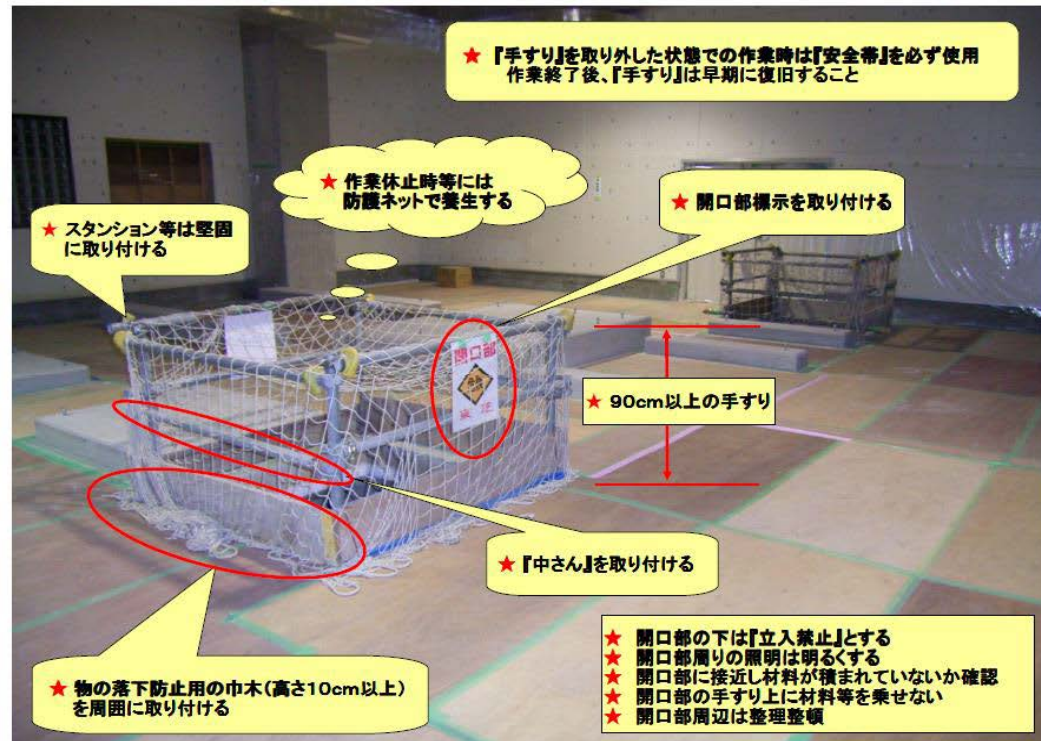 ★ 『手すり』を取り外した状態での作業時は『安全帯』を必ず使用
作業終了後、『手すり』は早期に復旧すること
★ 作業休止時等には
防護ネットで養生する
★ 開口部標示を取り付ける
★ スタンション等は堅固
に取り付ける
開口部
★ 90cm以上の手すり
★ 『中さん』を取り付ける
★ 物の落下防止用の巾木(高さ10cm以上)
を周囲に取り付ける
★ 開口部の下は『立入禁止』とする
★ 開口部周りの照明は明るくする
★ 開口部に接近し材料が積まれていないか確認
★ 開口部の手すり上に材料等を乗せない
★ 開口部周辺は整理整頓